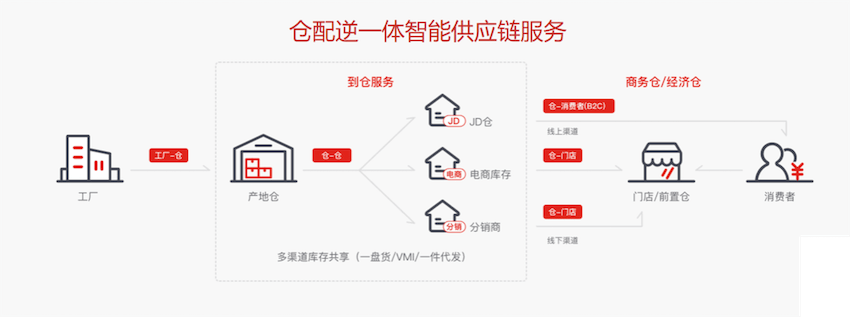 仓配逆一体智能供应链服务
到仓服务
商务仓/经济仓
工厂-仓
仓-仓
JD
JD仓
电商
电商库存
分销
分销商
仓-消费者(B2C)
线上渠道
仓-门店
仓-门店
线下渠道
工厂
产地仓
门店/前置仓
消费者
多渠道库存共享（一盘货/VMI/一件代发）